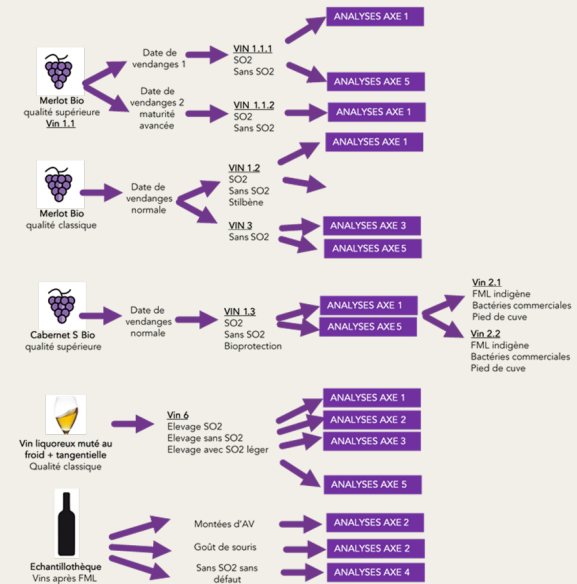 ANALYSES AXE 1
Date de
vendanges 1
VIN 1.1.1
SO2
Sans SO2
ANALYSES AXE 5
Merlot Bio
qualité supérieure
Vin 1.1
Date de
vendanges 2
maturité
avancée
VIN 1.1.2
SO2
Sans SO2
ANALYSES AXE 1
ANALYSES AXE 1
Merlot Bio
qualité classique
Date de
vendanges
normale
VIN 1.2
SO2
Sans SO2
Stilbène
VIN 3
Sans SO2
ANALYSES AXE 3
ANALYSES AXE 5
Cabernet S Bio
qualité supérieure
Date de
vendanges
normale
VIN 1.3
SO2
Sans SO2
Bioprotection
ANALYSES AXE 1
ANALYSES AXE 5
Vin 2.1
FML indigène
Bactéries commerciales
Pied de cuve
Vin 2.2
FML indigène
Bactéries commerciales
Pied de cuve
Vin liquoreux muté au
froid + tangentielle
Qualité classique
Vin 6
Elevage SO2
Elevage sans SO2
Elevage avec SO2 léger
ANALYSES AXE 1
ANALYSES AXE 2
ANALYSES AXE 3
ANALYSES AXE 5
Echantillothèque
Vins après FML
Montées d'AV
ANALYSES AXE 2
Goût de souris
ANALYSES AXE 2
Sans SO2 sans
défaut
ANALYSES AXE 4